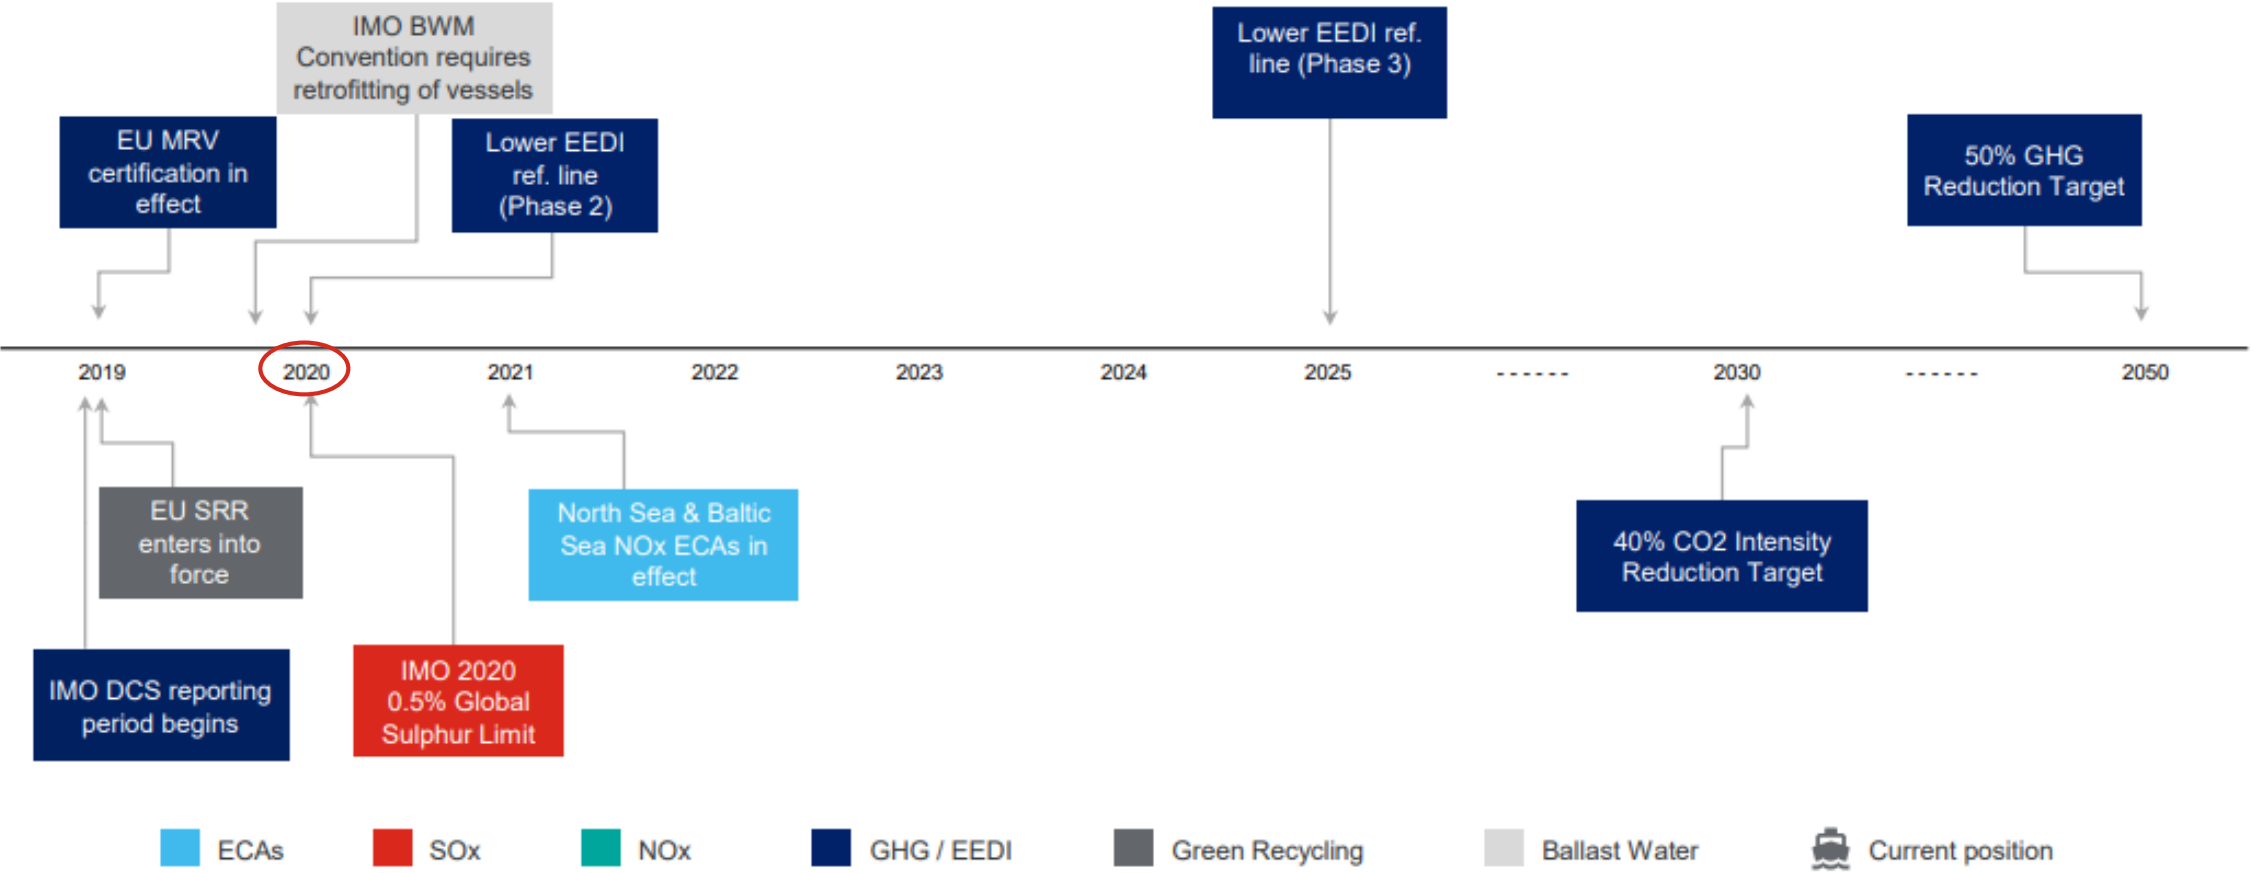 IMO BWM
Convention requires
retrofitting of vessels
Lower EEDI ref.
line (Phase 3)
EU MRV
certification in
effect
Lower EEDI
ref. line
(Phase 2)
50% GHG
Reduction Target
2019
2020
2021
2022
2023
2024
2025
------
2030
------
2050
EU SRR
enters into
force
North Sea & Baltic
Sea NOx ECAs in
effect
40% CO2 Intensity
Reduction Target
IMO DCS reporting
period begins
IMO 2020
0.5% Global
Sulphur Limit
ECAs
SOx
NOx
GHG / EEDI
Green Recycling
Ballast Water
Current position